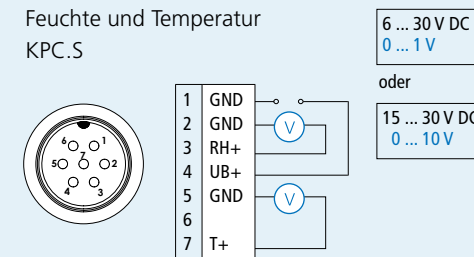 Feuchte und Temperatur
KPC.S
6 ... 30 V DC
0 ... 1 V
oder
15 ... 30 V DC
0 ... 10 V
1 GND
2 GND
3 RH+
4 UB+
5 GND
6
7 T+
V
V
6 1
7
5 2
4 3